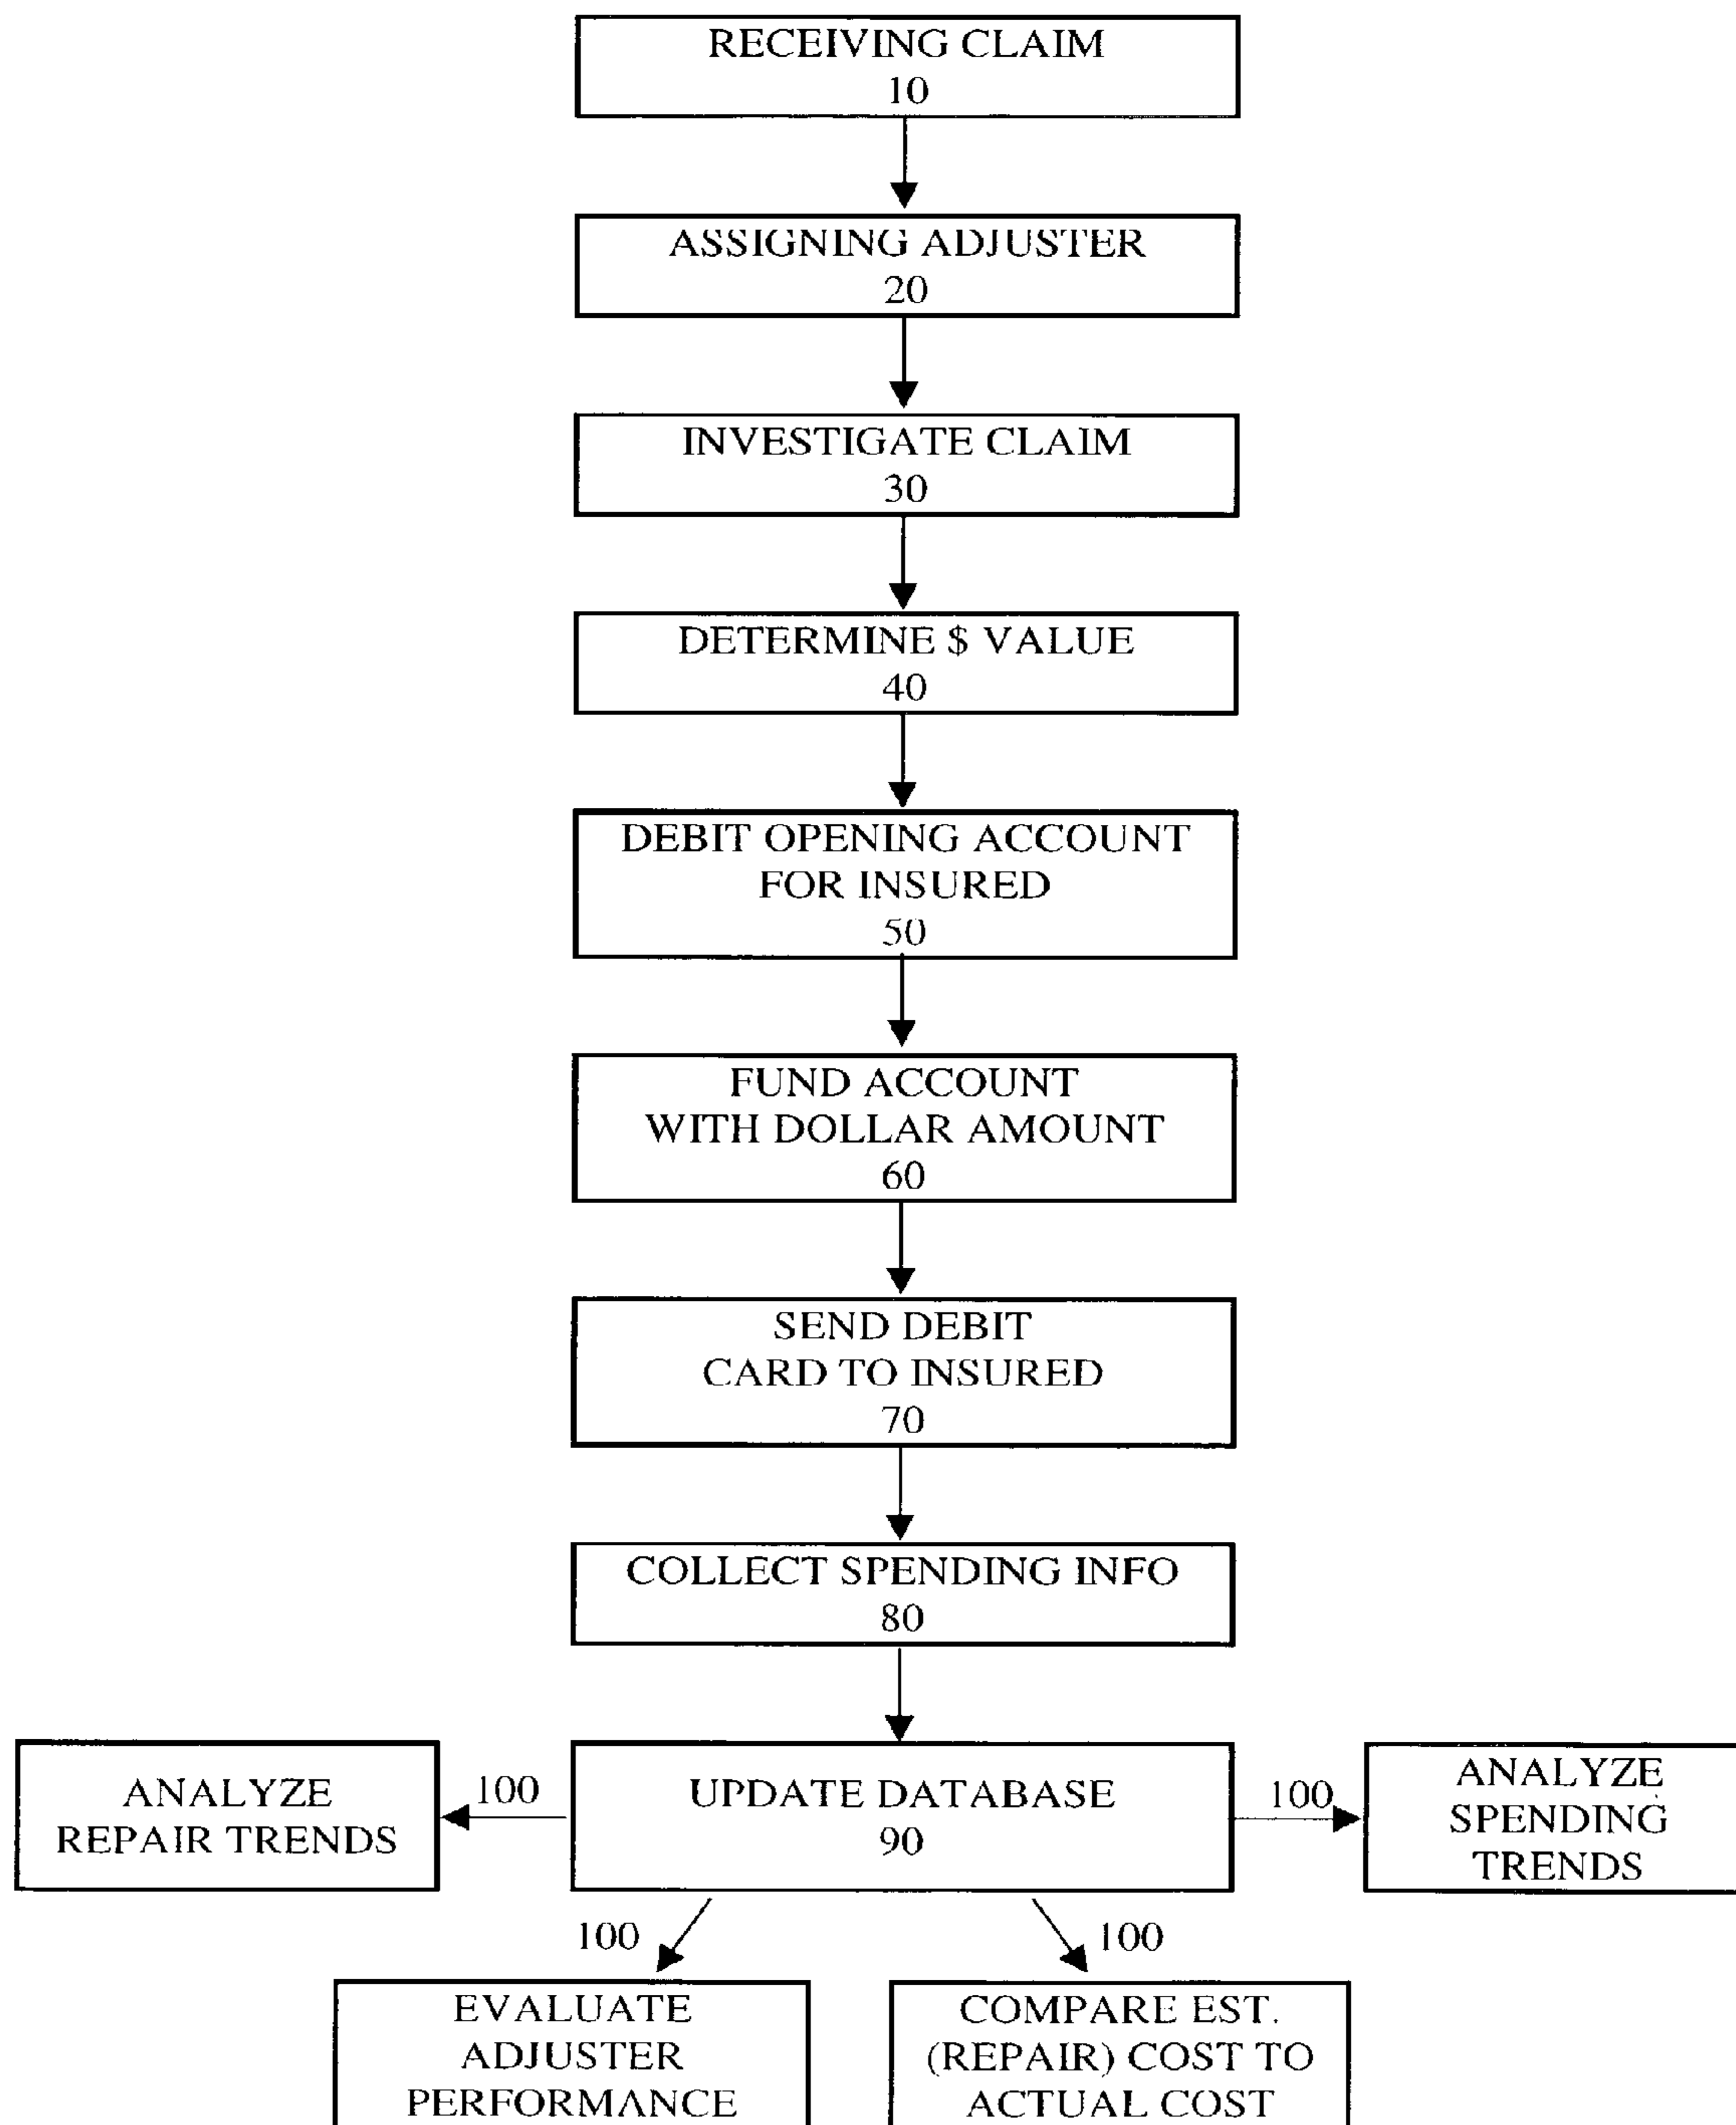 RECEIVING CLAIM
10
ASSIGNING ADJUSTER
20
INVESTIGATE CLAIM
30
DETERMINE $ VALUE
40
DEBIT OPENING ACCOUNT
FOR INSURED
50
FUND ACCOUNT
WITH DOLLAR AMOUNT
60
SEND DEBIT
CARD TO INSURED
70
COLLECT SPENDING INFO
80
ANALYZE
REPAIR TRENDS
100
UPDATE DATABASE
90
100
ANALYZE
SPENDING
TRENDS
100
100
EVALUATE
ADJUSTER
PERFORMANCE
COMPARE EST.
(REPAIR) COST TO
ACTUAL COST